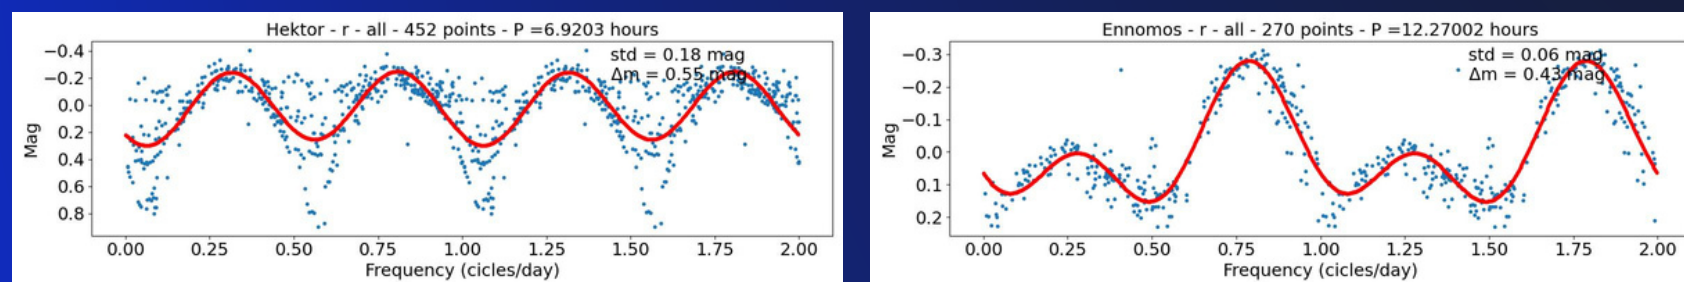 Hektor - r - all - 452 points - P =6.9203 hours
std = 0.18 mag
Δm = 0.55 mag
−0.4
−0.2
0.0
0.2
0.4
0.6
0.8
Mag
0.00 0.25 0.50 0.75 1.00 1.25 1.50 1.75 2.00
Frequency (cicles/day)
Ennomos - r - all - 270 points - P =12.27002 hours
std = 0.06 mag
Δm = 0.43 mag
−0.3
−0.2
−0.1
0.0
0.1
0.2
Mag
0.00 0.25 0.50 0.75 1.00 1.25 1.50 1.75 2.00
Frequency (cicles/day)